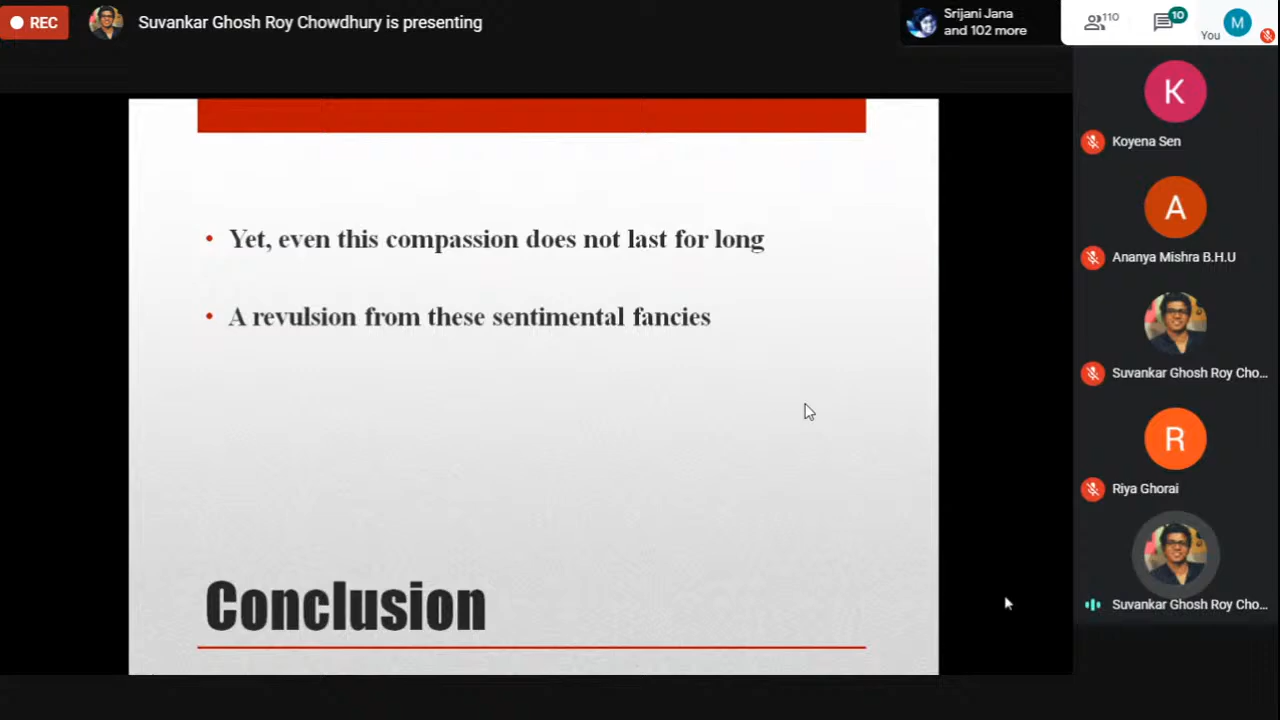 REC
Suvankar Ghosh Roy Chowdhury is presenting
Srijani Jana
and 102 more
110
10
You
M
K
Koyena Sen
A
Ananya Mishra B.H.U
Suvankar Ghosh Roy Cho...
R
Riya Ghorai
Suvankar Ghosh Roy Cho...
• Yet, even this compassion does not last for long
• A revulsion from these sentimental fancies
Conclusion